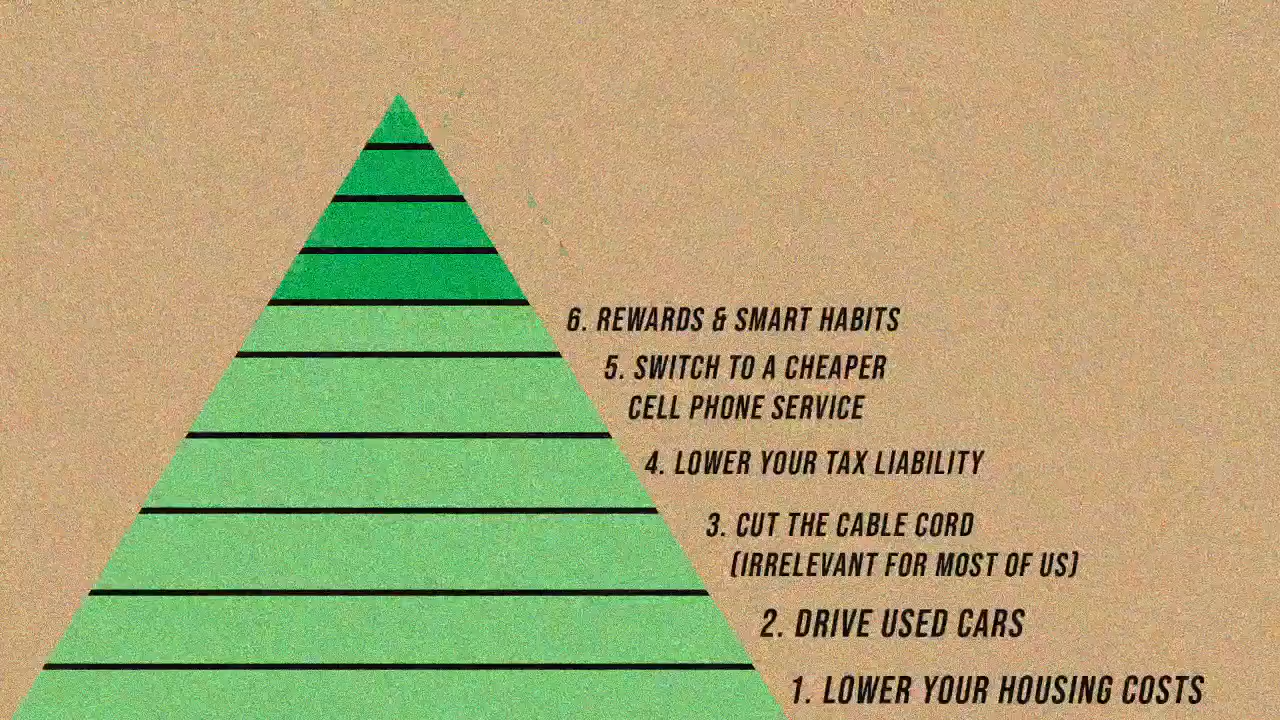 6. REWARDS & SMART HABITS
5. SWITCH TO A CHEAPER
CELL PHONE SERVICE
4. LOWER YOUR TAX LIABILITY
3. CUT THE CABLE CORD
(IRRELEVANT FOR MOST OF US)
2. DRIVE USED CARS
1. LOWER YOUR HOUSING COSTS